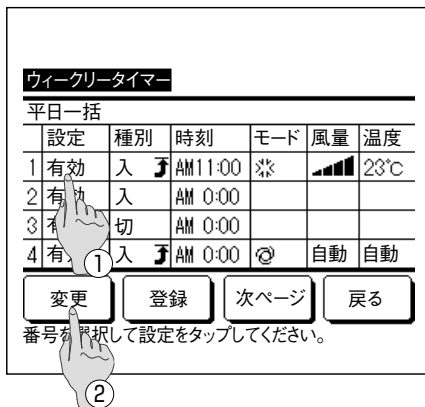 ウィークリータイマー
平日一括
設定 種別 時刻 モード 風量 温度
1 有効 入 AM11:00 23℃
2 有効 入 AM 0:00
3 切 AM 0:00
4 入 AM 0:00 自動 自動
①
変更 登録 次ページ 戻る
番号を選択して設定をタップしてください。
②